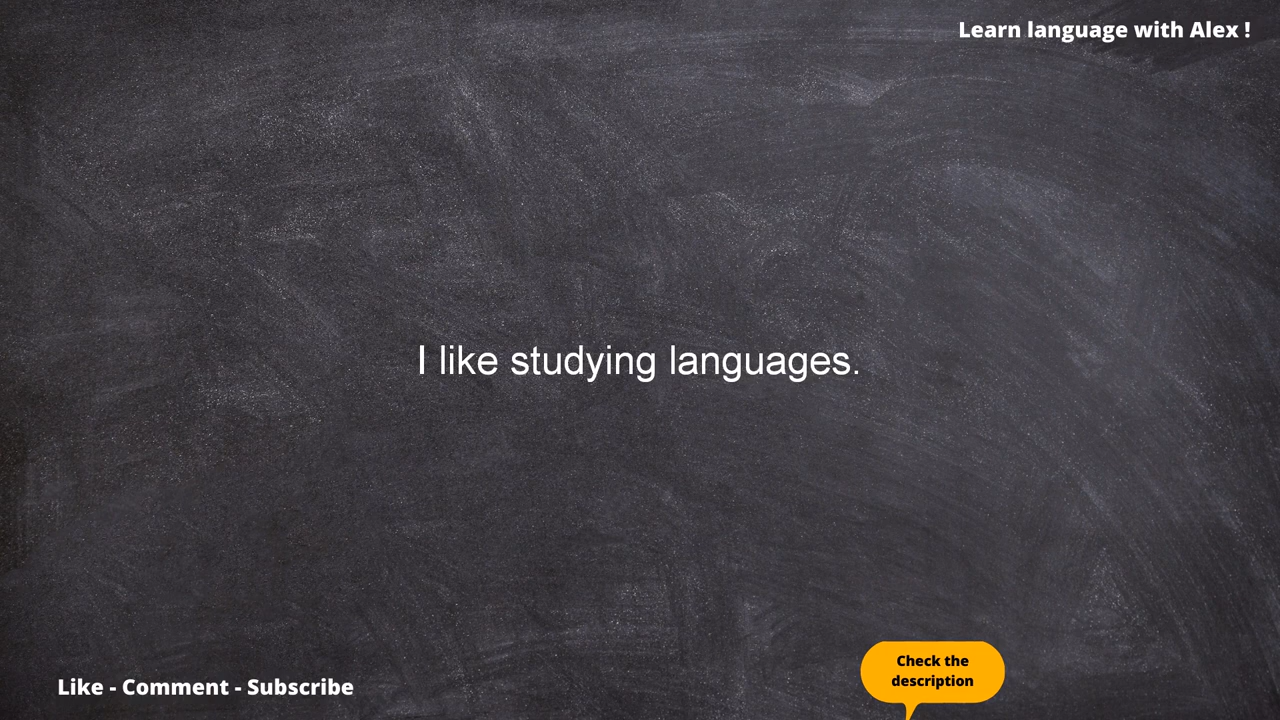 Learn language with Alex !
I like studying languages.
Check the
description
Like - Comment - Subscribe